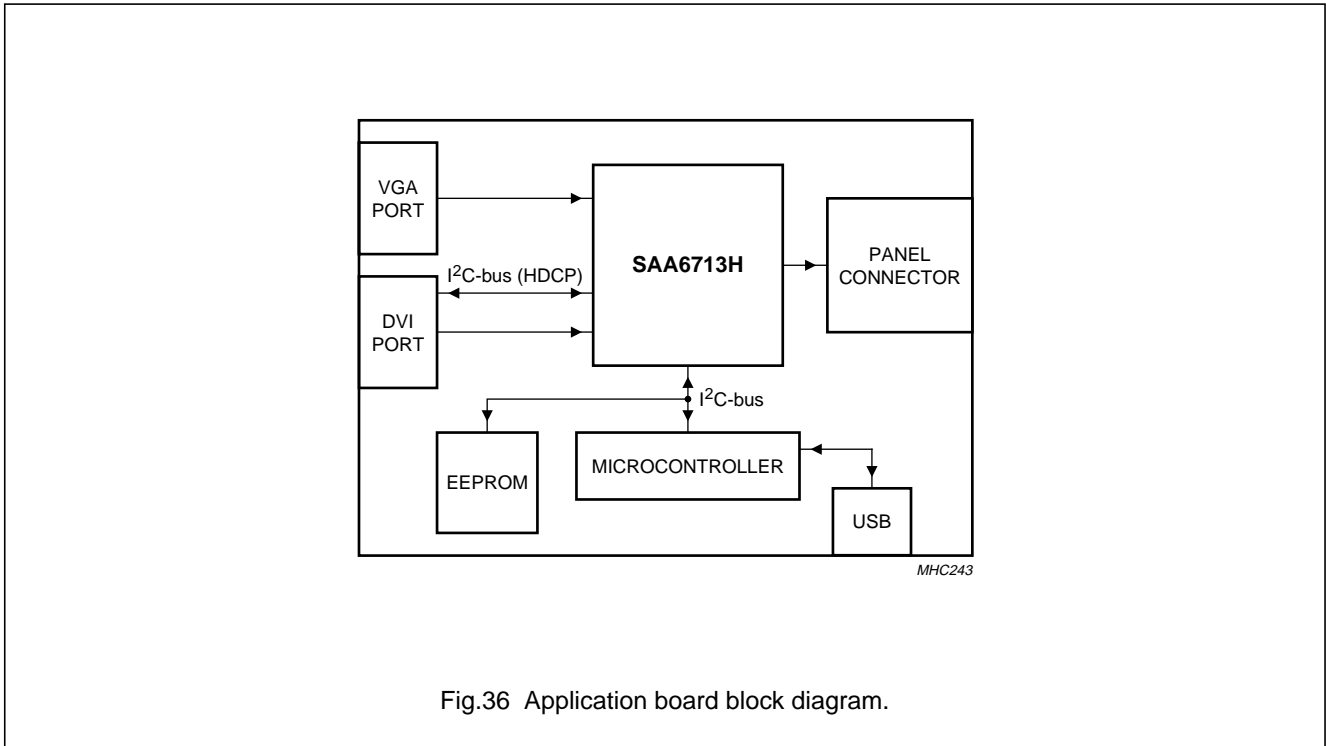 VGA
PORT
I²C-bus (HDCP)
DVI
PORT
SAA6713H
PANEL
CONNECTOR
I²C-bus
EEPROM
MICROCONTROLLER
USB
MHC243
Fig.36 Application board block diagram.